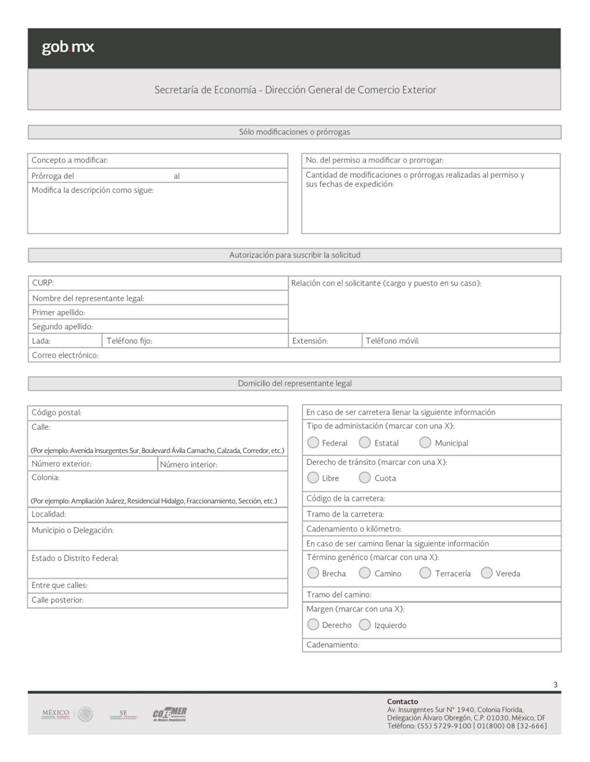 gob.mx
Secretaría de Economía - Dirección General de Comercio Exterior
Sólo modificaciones o prórrogas
Concepto a modificar:
Prórroga del al
Modifica la descripción como sigue:
No. del permiso a modificar o prorrogar:
Cantidad de modificaciones o prórrogas realizadas al permiso y
sus fechas de expedición:
Autorización para suscribir la solicitud
CURP:
Nombre del representante legal:
Primer apellido:
Segundo apellido:
Relación con el solicitante (cargo y puesto en su caso):
Lada: Teléfono fijo: Extensión: Teléfono móvil:
Correo electrónico:
Domicilio del representante legal
Código postal:
Calle:
(Por ejemplo: Avenida Insurgentes Sur, Boulevard Ávila Camacho, Calzada, Corredor, etc.)
Número exterior: Número interior:
Colonia:
(Por ejemplo: Ampliación Juárez, Residencial Hidalgo, Fraccionamiento, Sección, etc.)
Localidad:
Municipio o Delegación:
Estado o Distrito Federal:
Entre que calles:
Calle posterior:
En caso de ser carretera llenar la siguiente información
Tipo de administación (marcar con una X):
Federal Estatal Municipal
Derecho de tránsito (marcar con una X):
Libre Cuota
Código de la carretera:
Tramo de la carretera:
Cadenamiento o kilómetro:
En caso de ser camino llenar la siguiente información
Término genérico (marcar con una X):
Brecha Camino Terracería Vereda
Tramo del camino:
Margen (marcar con una X):
Derecho Izquierdo
Cadenamiento:
3
MÉXICO
SE
COFEMER
Contacto
Av. Insurgentes Sur N° 1940, Colonia Florida,
Delegación Álvaro Obregón, C.P. 01030, México, DF
Teléfono: (55) 5729-9100 | 01(800) 08 [32-666]